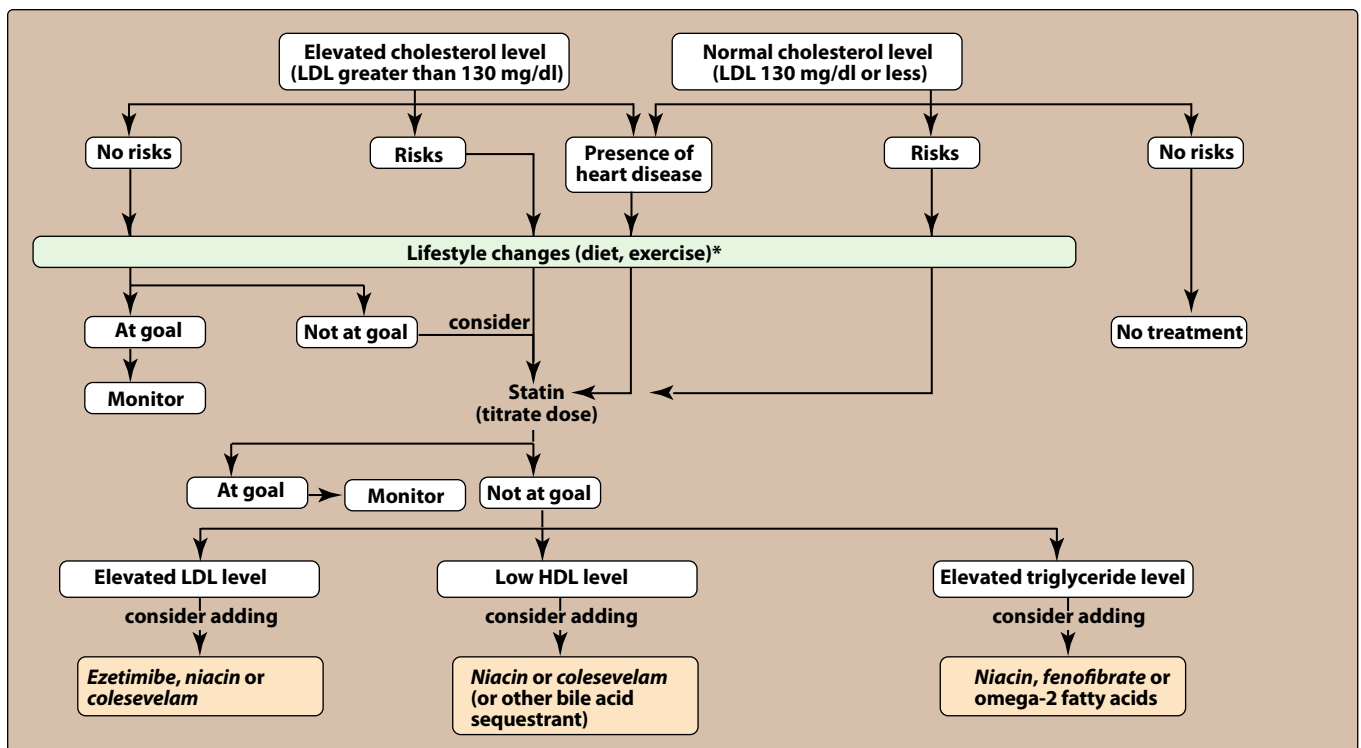 Elevated cholesterol level
(LDL greater than 130 mg/dl)
Normal cholesterol level
(LDL 130 mg/dl or less)
No risks
Risks
Presence of
heart disease
Risks
No risks
Lifestyle changes (diet, exercise)*
At goal
Not at goal
consider
No treatment
Monitor
Statin
(titrate dose)
At goal
Monitor
Not at goal
Elevated LDL level
Low HDL level
Elevated triglyceride level
consider adding
consider adding
consider adding
Ezetimibe, niacin or
colesevelam
Niacin or colesevelam
(or other bile acid
sequestrant)
Niacin, fenofibrate or
omega-2 fatty acids